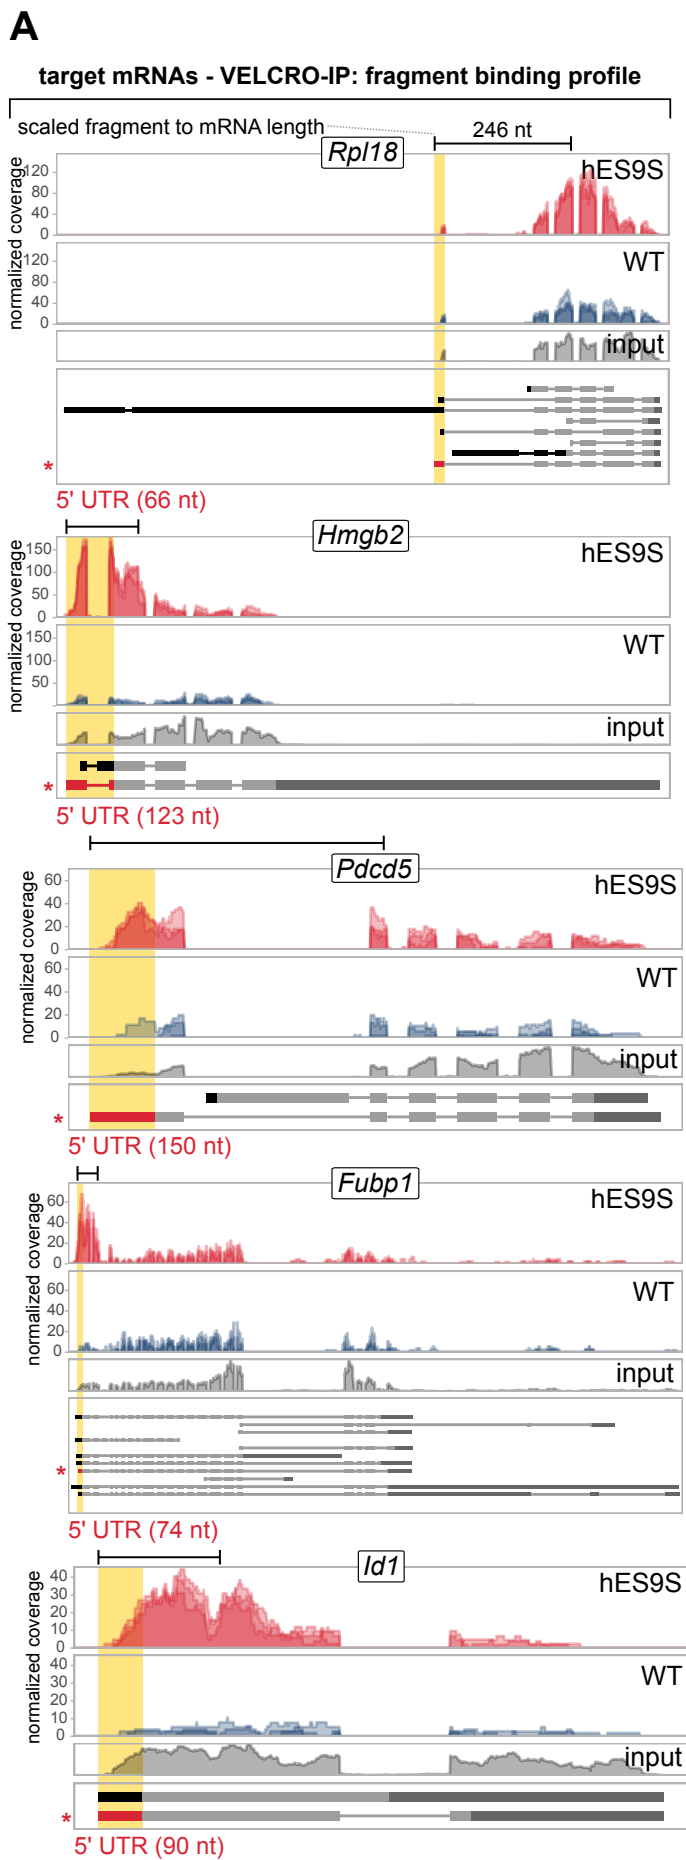 A
target mRNAs - VELCRO-IP: fragment binding profile
scaled fragment to mRNA length
246 nt
Rpl18
hES9S
normalized coverage
120
80
40
0
WT
120
80
40
0
input
*
5' UTR (66 nt)
Hmgb2
hES9S
normalized coverage
150
100
50
0
WT
150
100
50
input
*
5' UTR (123 nt)
Pdcd5
hES9S
normalized coverage
60
40
20
0
WT
60
40
20
0
input
*
5' UTR (150 nt)
Fubp1
hES9S
normalized coverage
60
40
20
0
WT
60
40
20
0
input
*
5' UTR (74 nt)
Id1
hES9S
normalized coverage
40
30
20
10
0
WT
40
30
20
10
0
input
*
5' UTR (90 nt)